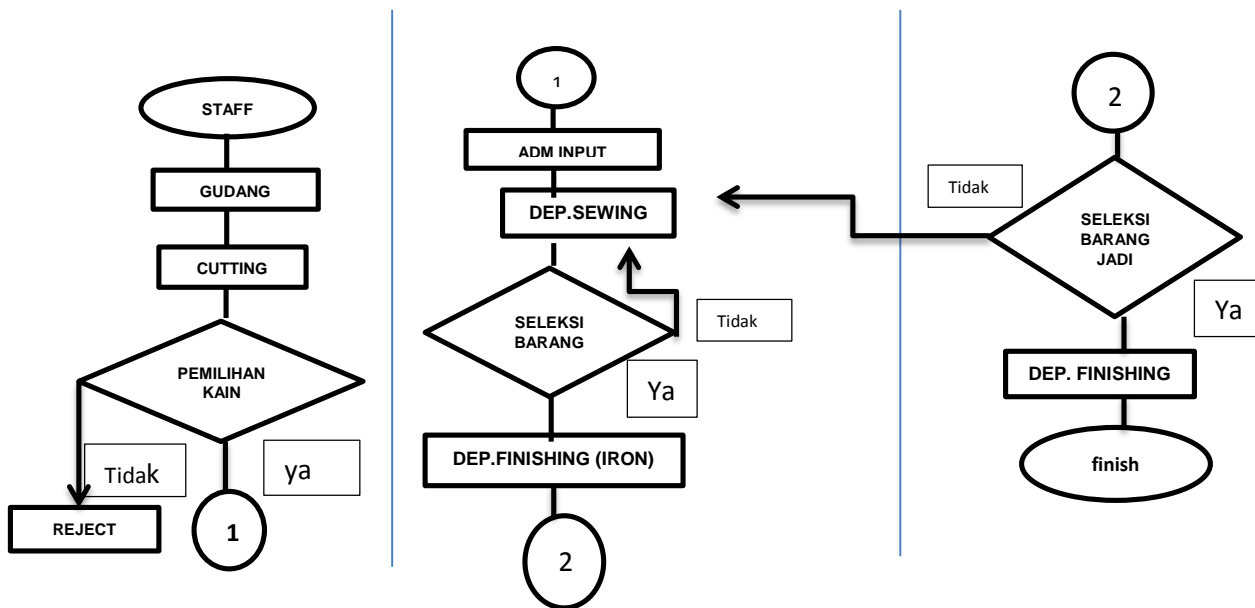 STAFF
GUDANG
CUTTING
PEMILIHAN
KAIN
Tidak
ya
REJECT
1
1
ADM INPUT
DEP.SEWING
SELEKSI
BARANG
Tidak
Ya
DEP.FINISHING (IRON)
2
2
Tidak
SELEKSI
BARANG
JADI
Ya
DEP. FINISHING
finish